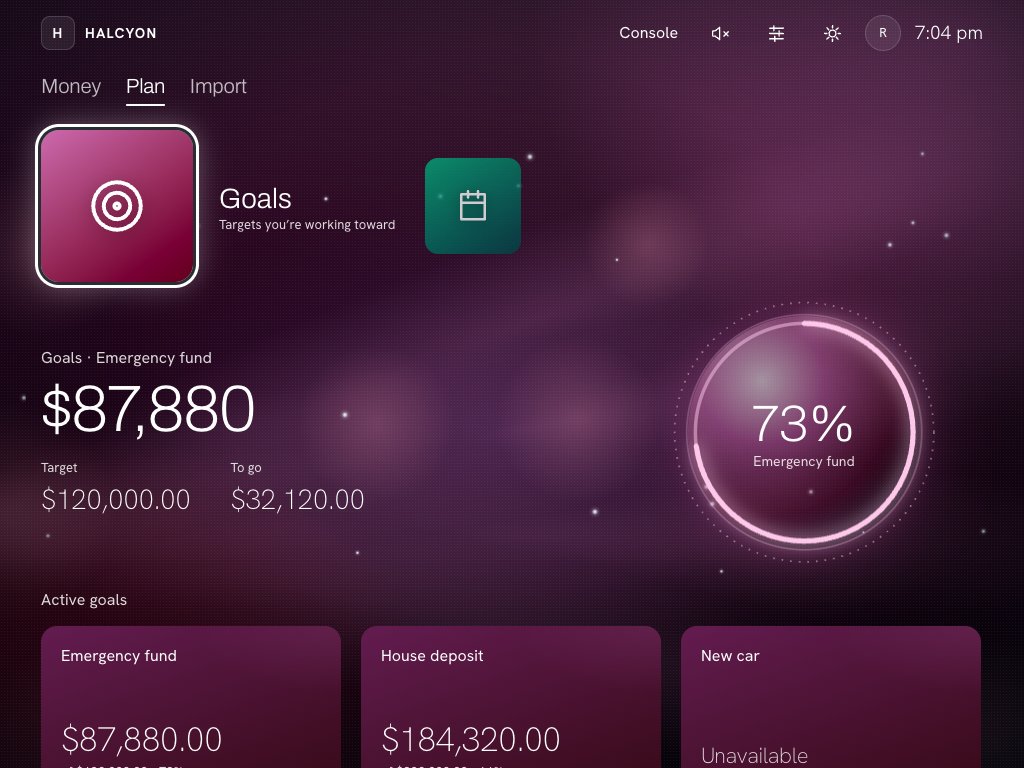 H HALCYON
Console R 7:04 pm
Money Plan Import
Goals
Targets you’re working toward
Goals · Emergency fund
$87,880
Target To go
$120,000.00 $32,120.00
73%
Emergency fund
Active goals
Emergency fund House deposit New car
$87,880.00 $184,320.00 Unavailable